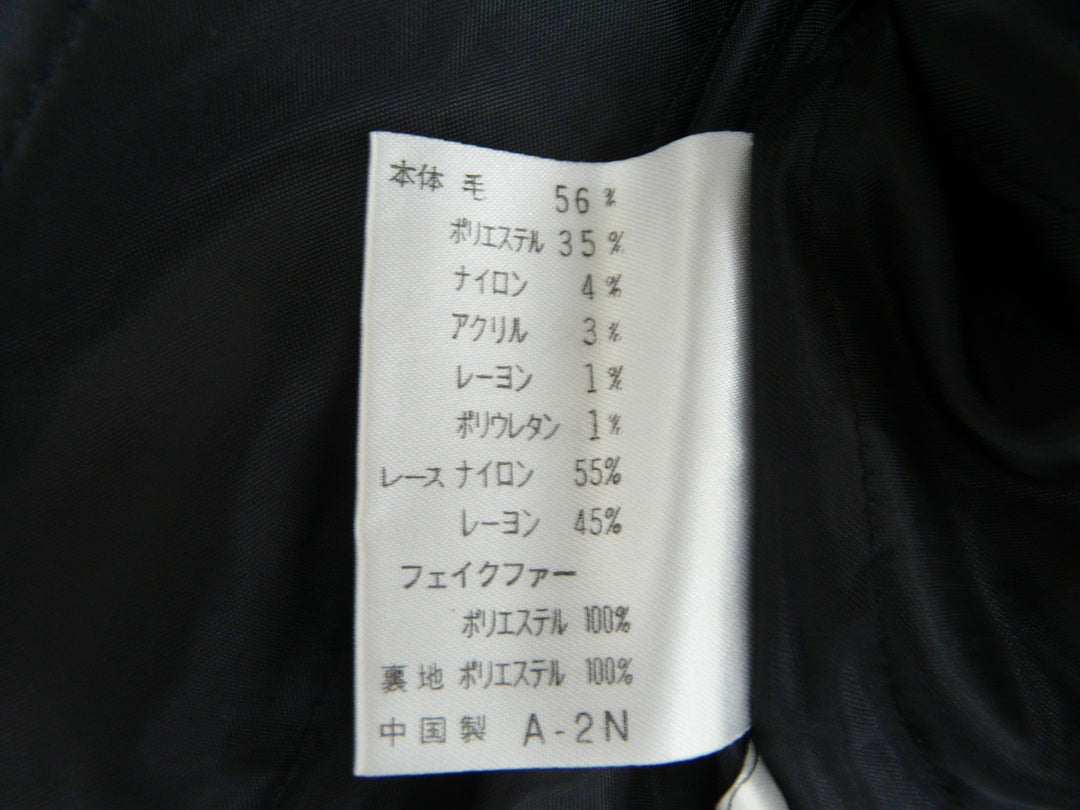 本体 毛 56%
ポリエステル 35%
ナイロン 4%
アクリル 3%
レーヨン 1%
ポリウレタン 1%
レース ナイロン 55%
レーヨン 45%
フェイクファー
ポリエステル 100%
裏地 ポリエステル 100%
中国製 A-2N